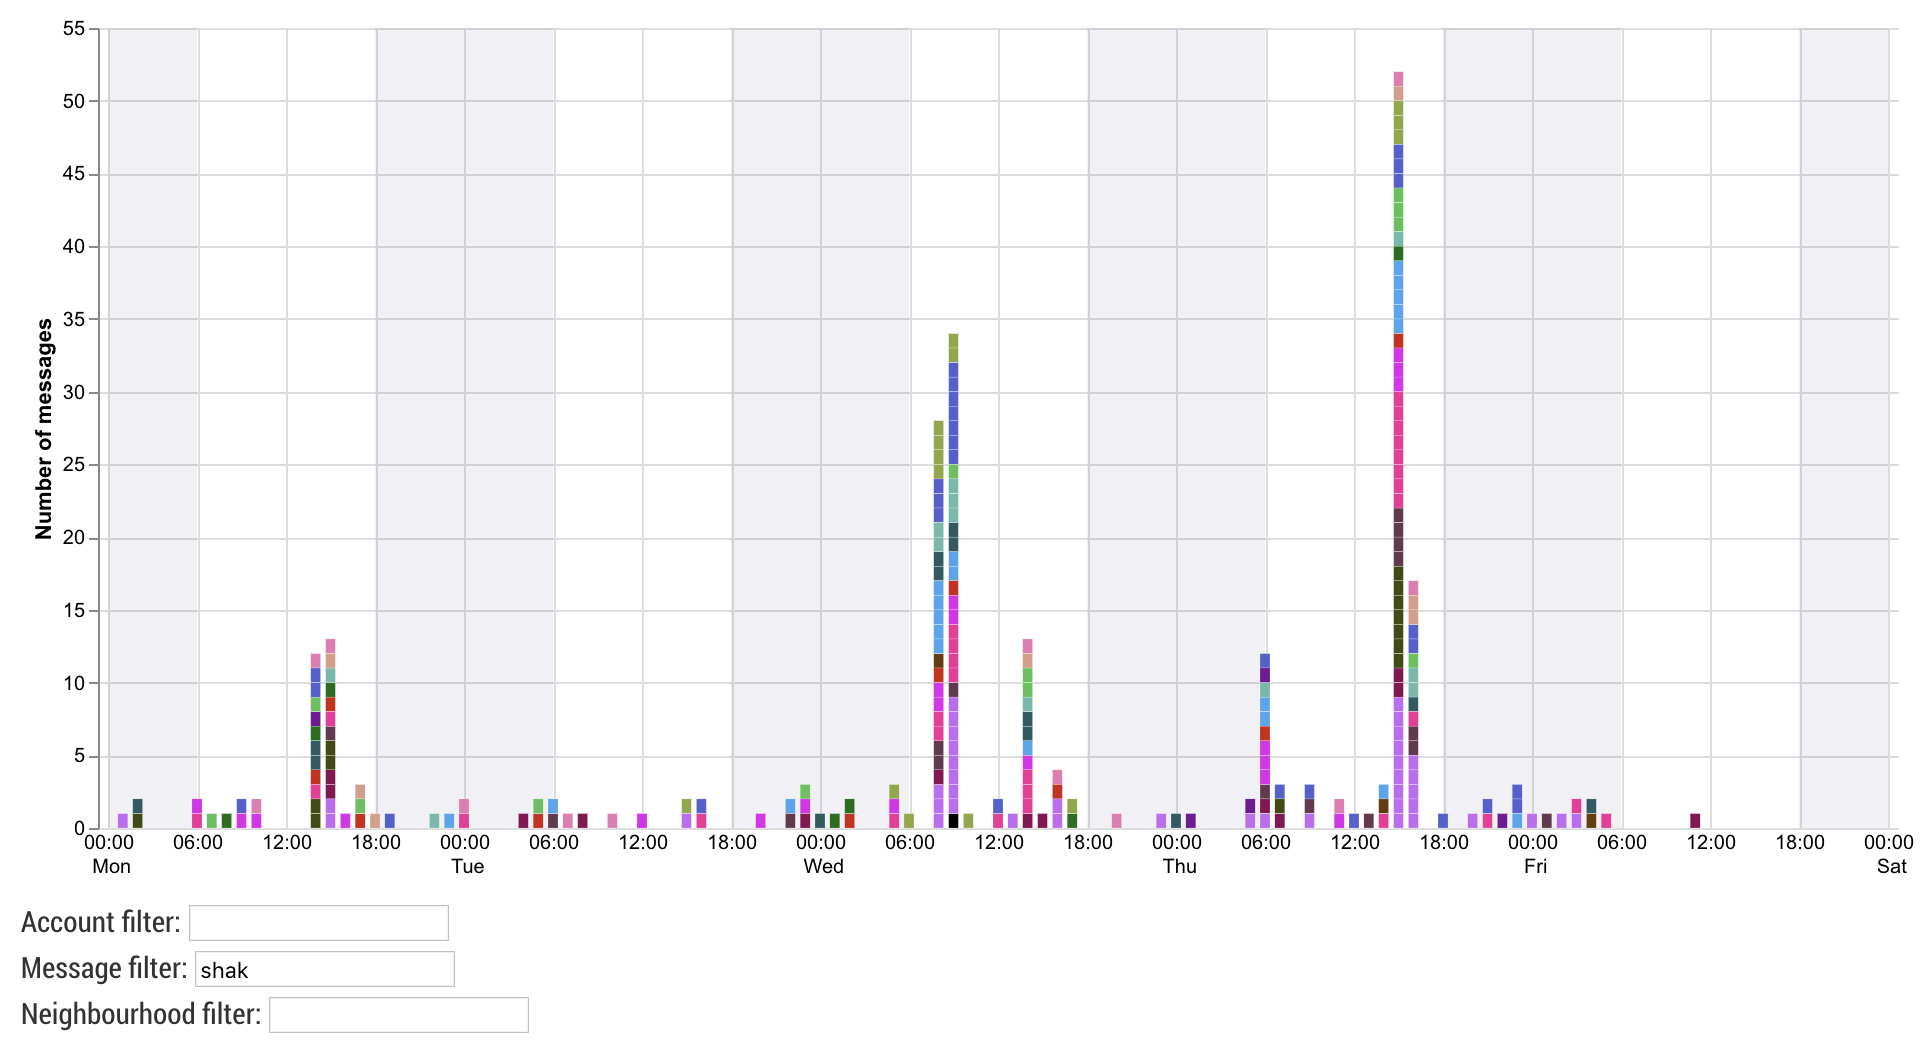 55
50
45
40
35
30
25
20
15
10
5
0
Number of messages
00:00 06:00 12:00 18:00 00:00 06:00 12:00 18:00 00:00 06:00 12:00 18:00 00:00 06:00 12:00 18:00 00:00 06:00 12:00 18:00 00:00
Mon Tue Wed Thu Fri Sat
Account filter:
Message filter: shak
Neighbourhood filter: